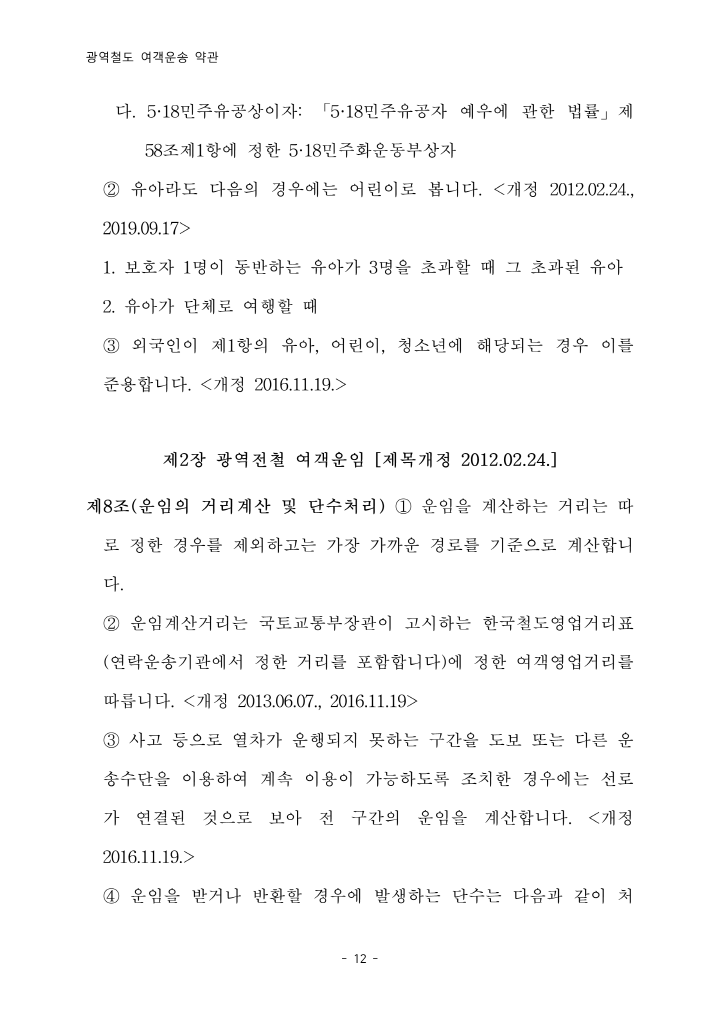 광역철도 여객운송 약관
다. 5·18민주유공상이자: 「5·18민주유공자 예우에 관한 법률」제
58조제1항에 정한 5·18민주화운동부상자
② 유아라도 다음의 경우에는 어린이로 봅니다. <개정 2012.02.24.,
2019.09.17>
1. 보호자 1명이 동반하는 유아가 3명을 초과할 때 그 초과된 유아
2. 유아가 단체로 여행할 때
③ 외국인이 제1항의 유아, 어린이, 청소년에 해당되는 경우 이를
준용합니다. <개정 2016.11.19.>
제2장 광역전철 여객운임 [제목개정 2012.02.24.]
제8조(운임의 거리계산 및 단수처리) ① 운임을 계산하는 거리는 따
로 정한 경우를 제외하고는 가장 가까운 경로를 기준으로 계산합니
다.
② 운임계산거리는 국토교통부장관이 고시하는 한국철도영업거리표
(연락운송기관에서 정한 거리를 포함합니다)에 정한 여객영업거리를
따릅니다. <개정 2013.06.07., 2016.11.19>
③ 사고 등으로 열차가 운행되지 못하는 구간을 도보 또는 다른 운
송수단을 이용하여 계속 이용이 가능하도록 조치한 경우에는 선로
가 연결된 것으로 보아 전 구간의 운임을 계산합니다. <개정
2016.11.19.>
④ 운임을 받거나 반환할 경우에 발생하는 단수는 다음과 같이 처
- 12 -